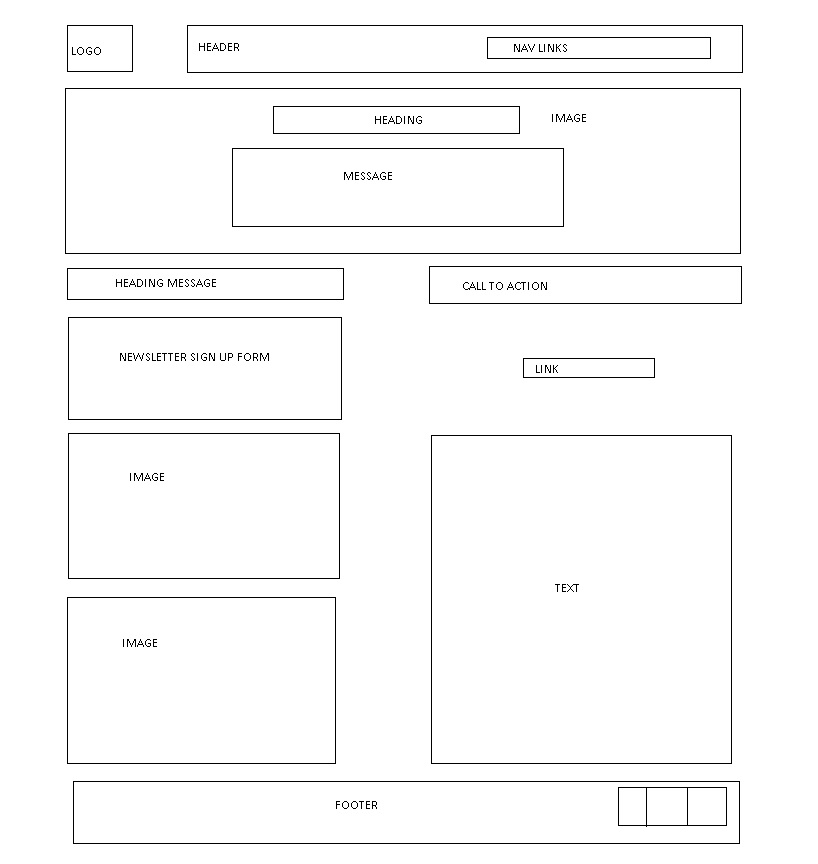 LOGO
HEADER
NAV LINKS
HEADING
IMAGE
MESSAGE
HEADING MESSAGE
CALL TO ACTION
NEWSLETTER SIGN UP FORM
LINK
IMAGE
TEXT
IMAGE
FOOTER